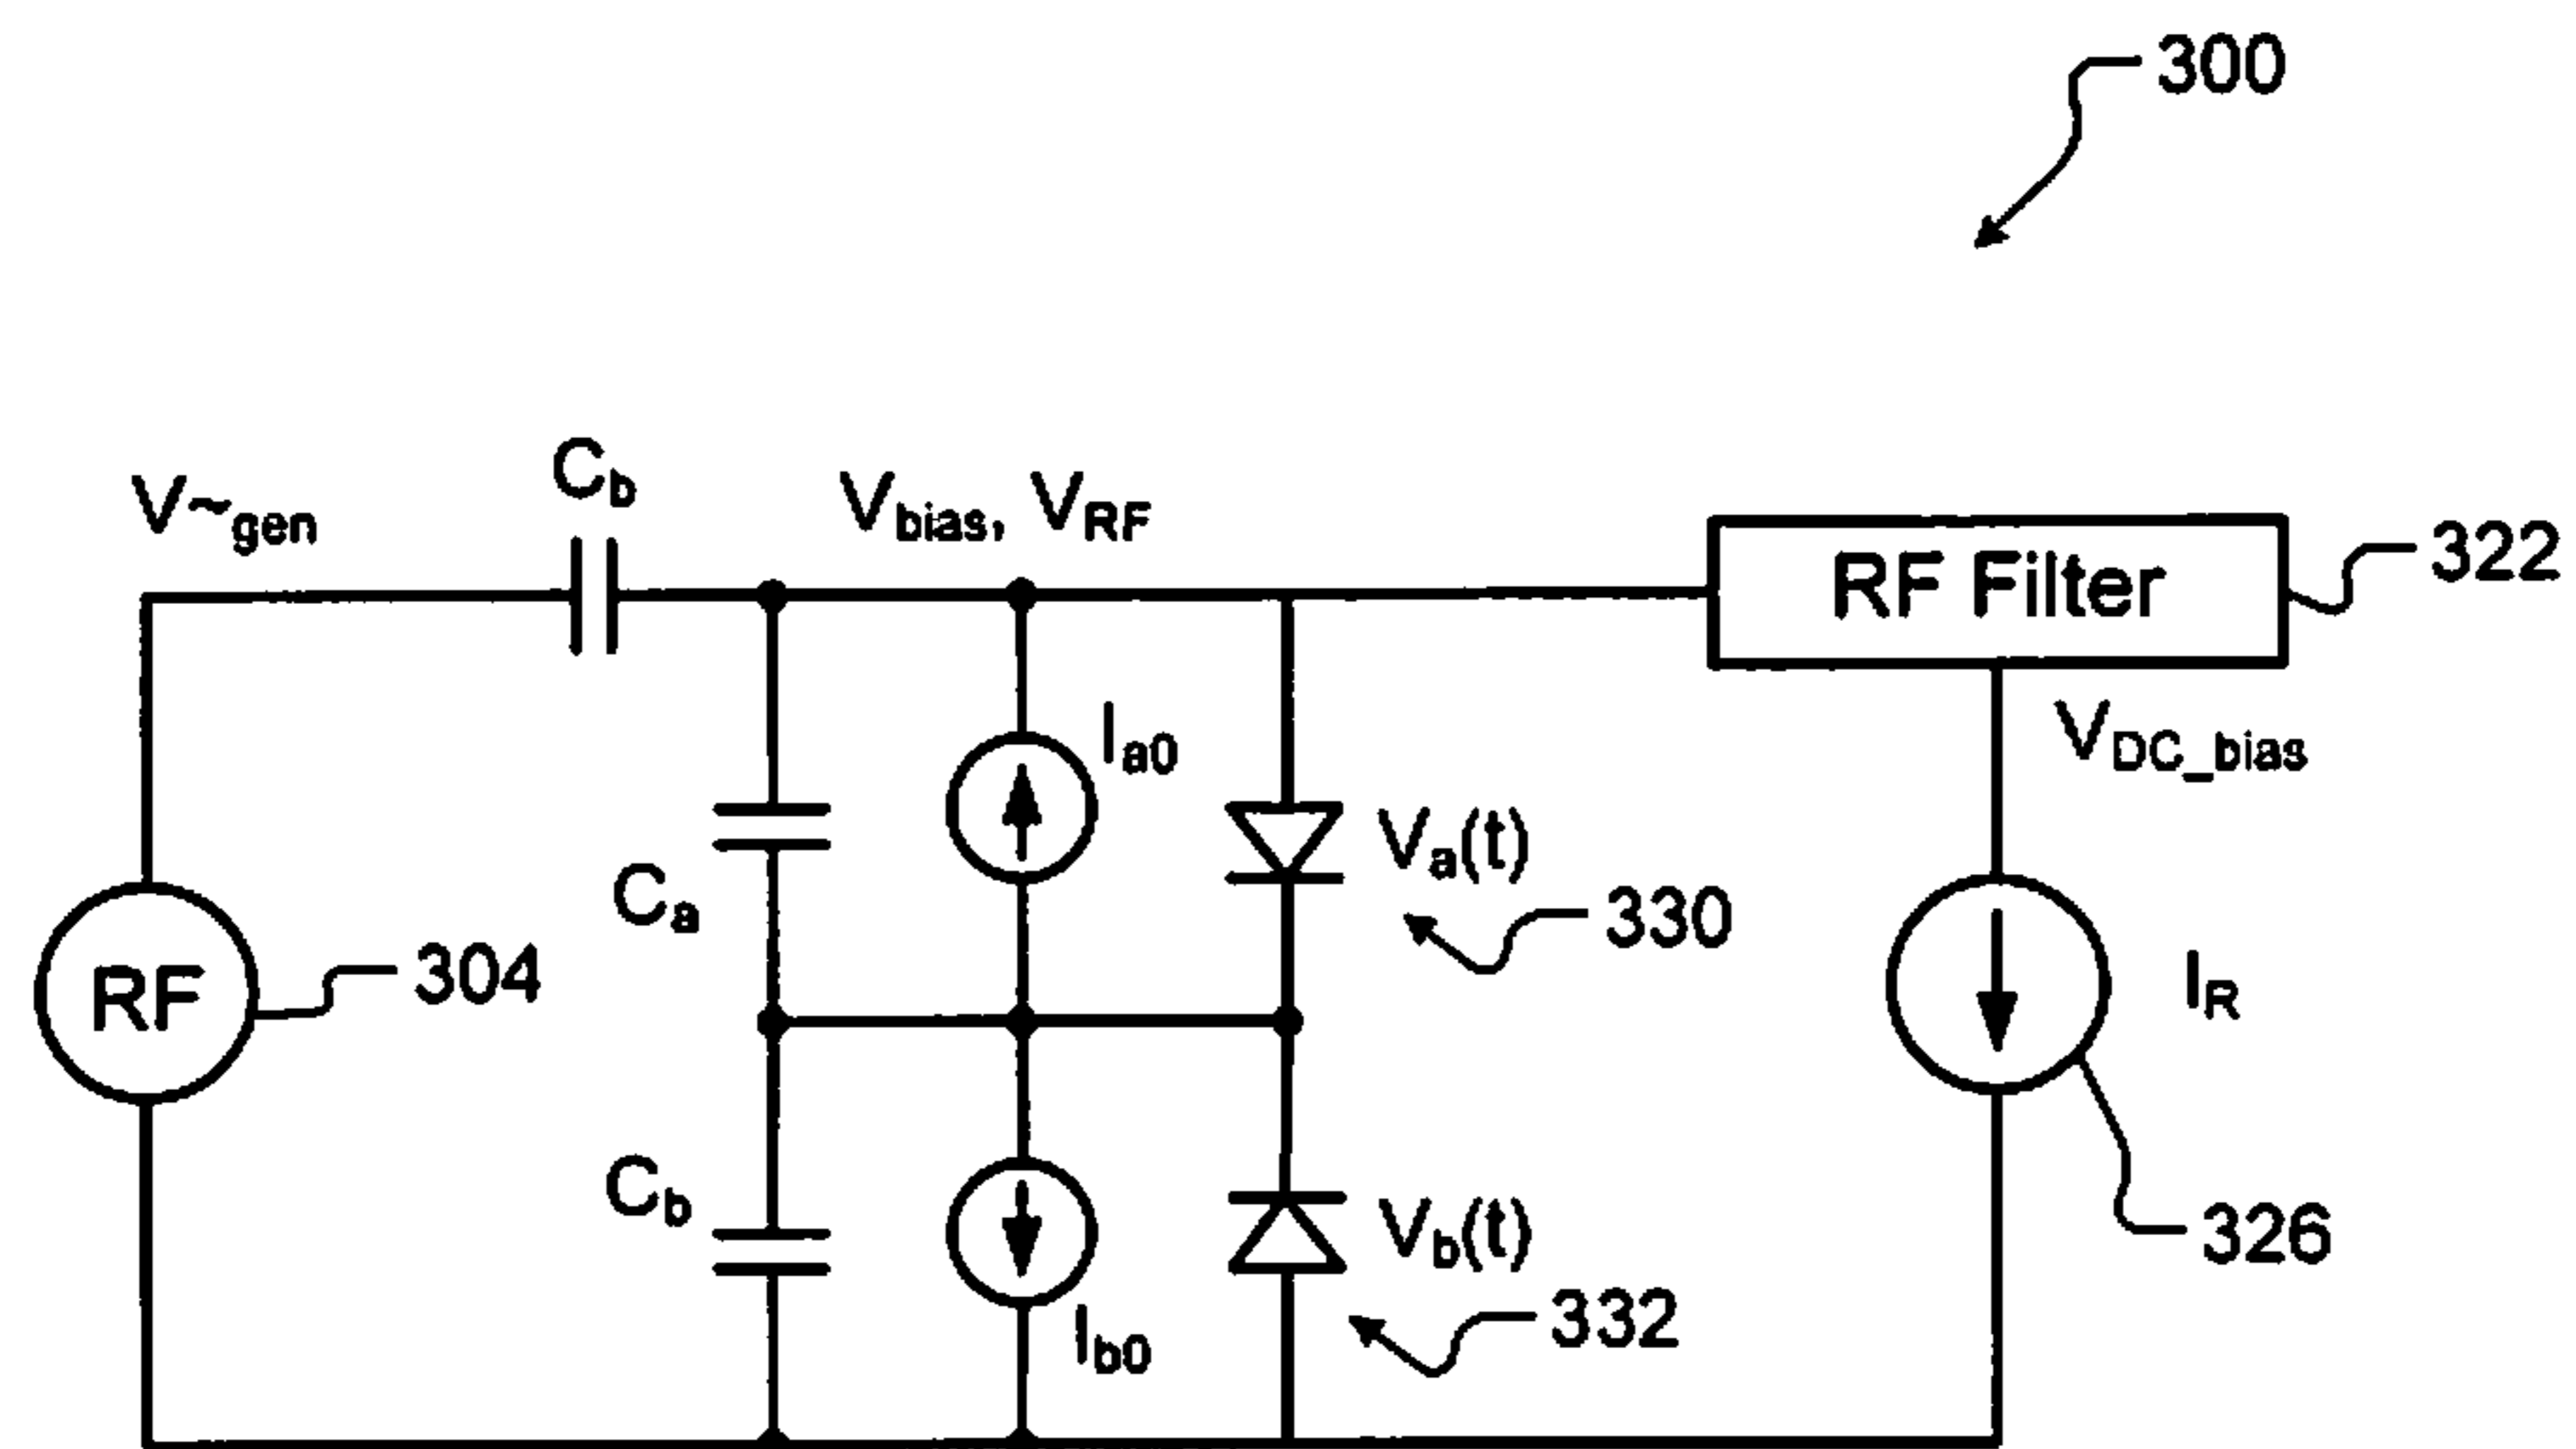 300
V~gen
Cb
Vbias, VRF
RF Filter
322
VDC_bias
Ia0
Va(t)
330
Ca
RF
304
IR
326
Cb
Vb(t)
332
Ib0